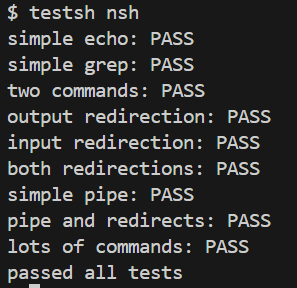 $ testsh nsh
simple echo: PASS
simple grep: PASS
two commands: PASS
output redirection: PASS
input redirection: PASS
both redirections: PASS
simple pipe: PASS
pipe and redirects: PASS
lots of commands: PASS
passed all tests